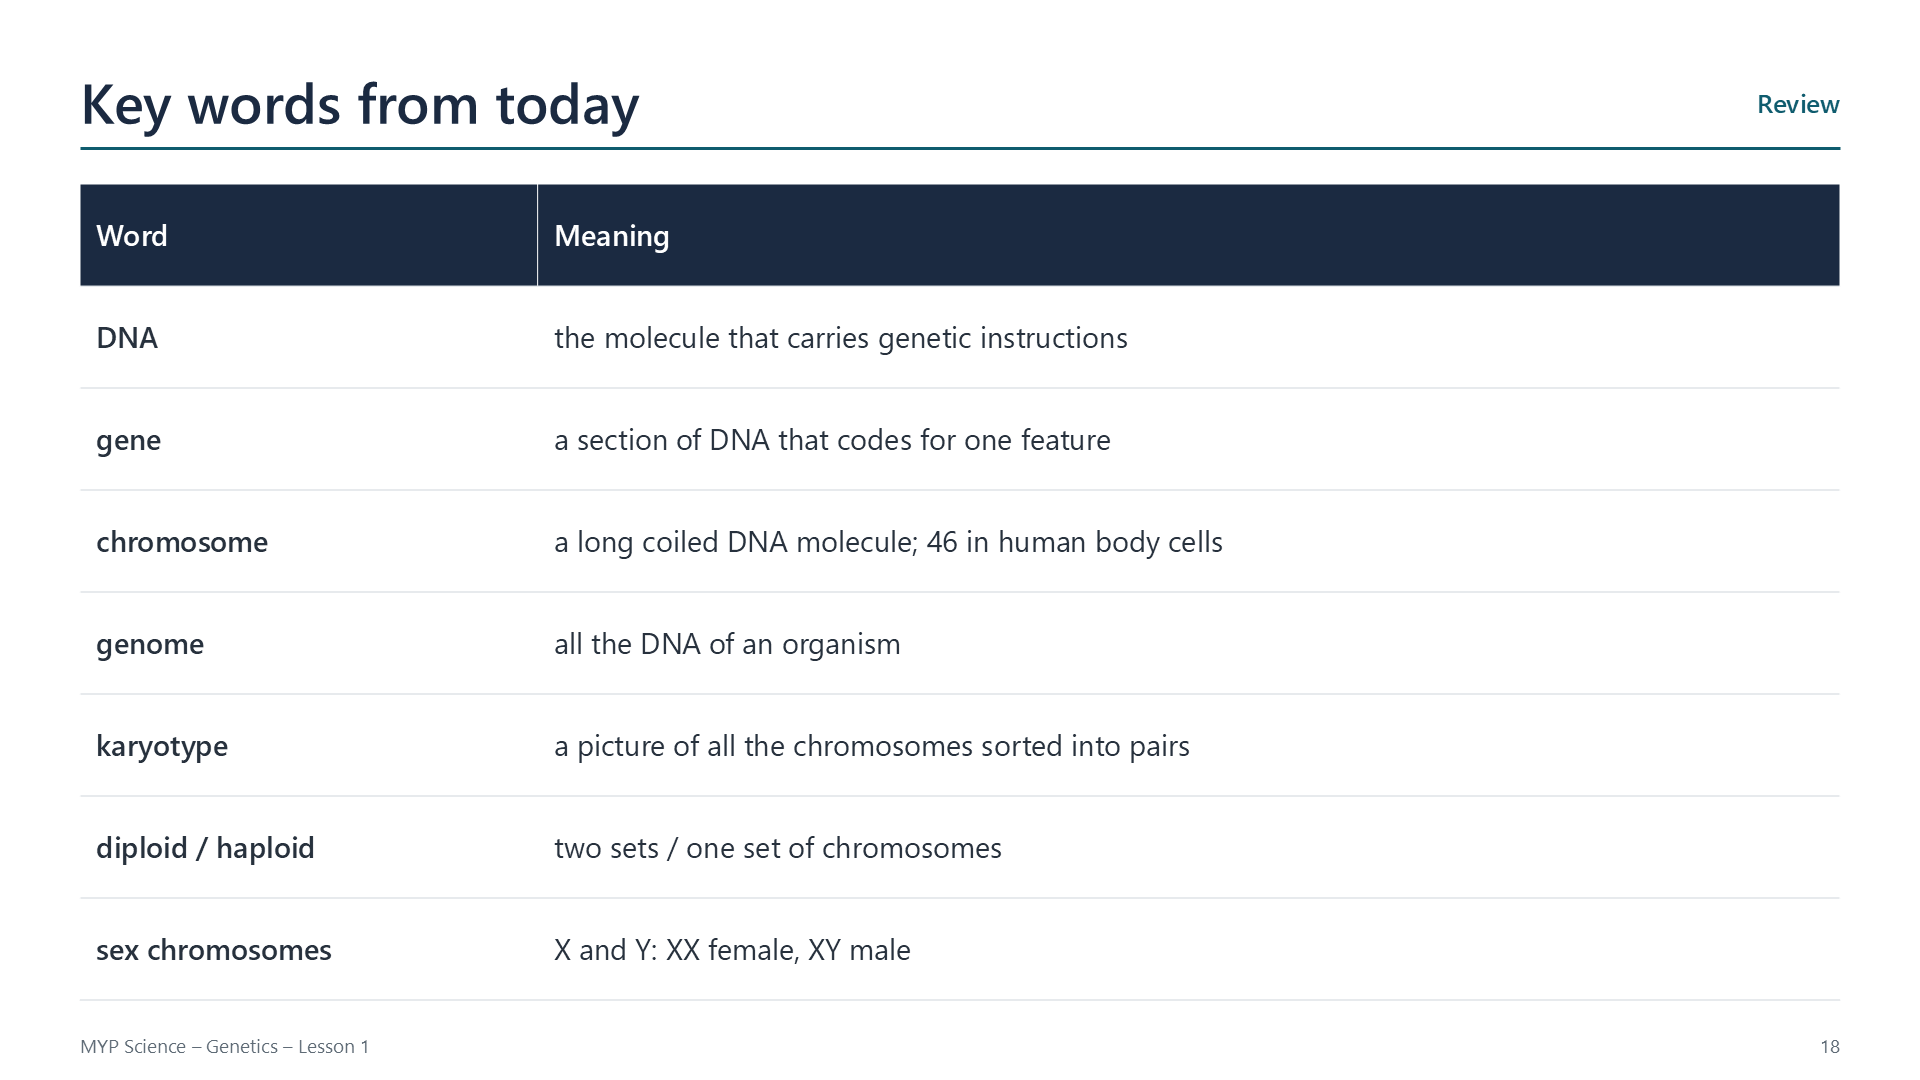 Key words from today
Review
Word
Meaning
DNA
the molecule that carries genetic instructions
gene
a section of DNA that codes for one feature
chromosome
a long coiled DNA molecule; 46 in human body cells
genome
all the DNA of an organism
karyotype
a picture of all the chromosomes sorted into pairs
diploid / haploid
two sets / one set of chromosomes
sex chromosomes
X and Y: XX female, XY male
MYP Science – Genetics – Lesson 1
18